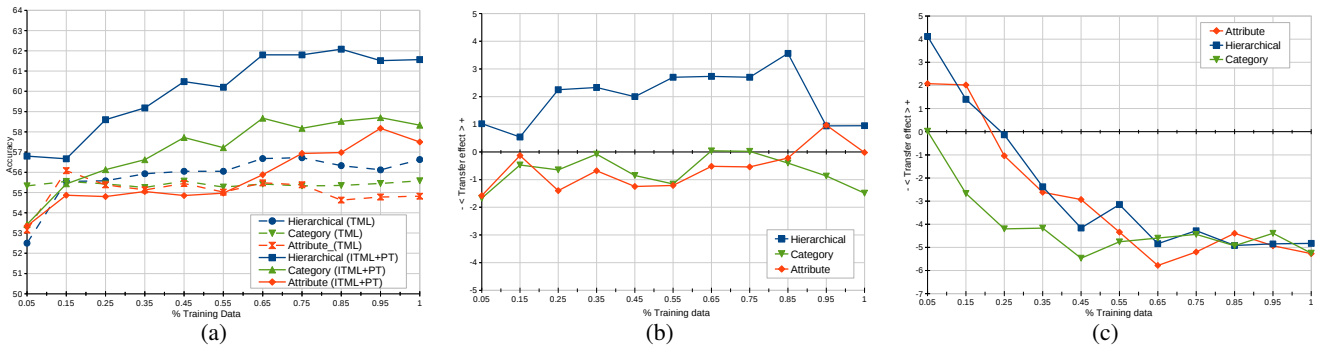 Accuracy
63
62
61
60
59
58
57
56
55
54
53
52
51
50
0.05 0.15 0.25 0.35 0.45 0.55 0.65 0.75 0.85 0.95 1
% Training Data
Hierarchical (TML)
Category (TML)
Attribute_(TML)
Hierarchical (ITML+PT)
Category (ITML+PT)
Attribute (ITML+PT)
(a)
- < Transfer effect > +
5
4
3
2
1
0
-1
-2
-3
-4
-5
0.05 0.15 0.25 0.35 0.45 0.55 0.65 0.75 0.85 0.95 1
% Training data
Hierarchical
Category
Attribute
(b)
- < Transfer effect > +
5
4
3
2
1
0
-1
-2
-3
-4
-5
-6
-7
0.05 0.15 0.25 0.35 0.45 0.55 0.65 0.75 0.85 0.95 1
% Training data
Attribute
Hierarchical
Category
(c)